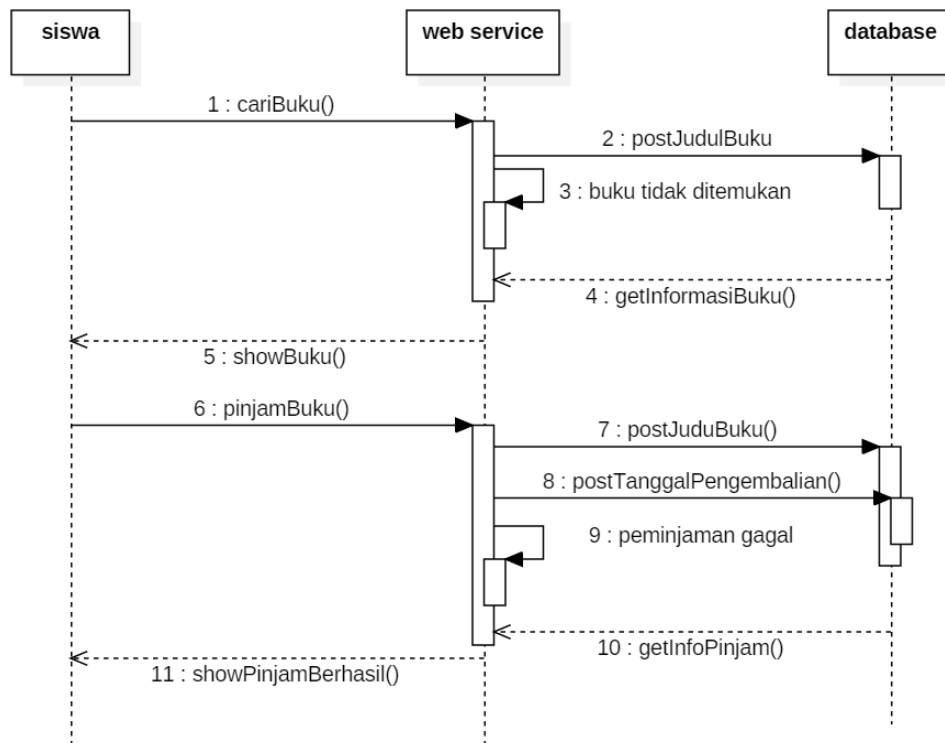 siswa
web service
database
1 : cariBuku()
2 : postJudulBuku
3 : buku tidak ditemukan
4 : getInformasiBuku()
5 : showBuku()
6 : pinjamBuku()
7 : postJuduBuku()
8 : postTanggalPengembalian()
9 : peminjaman gagal
10 : getInfoPinjam()
11 : showPinjamBerhasil()